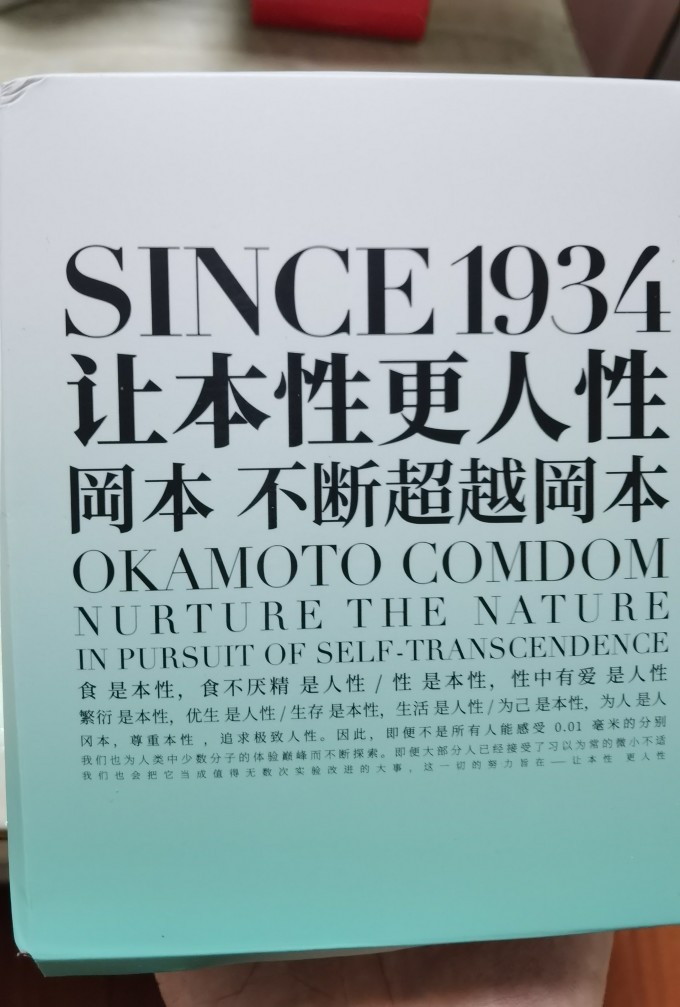 SINCE 1934
让本性更人性
岡本 不断超越岡本
OKAMOTO COMDOM
NURTURE THE NATURE
IN PURSUIT OF SELF-TRANSCENDENCE
食 是本性，食不厌精 是人性 / 性 是本性，性中有爱 是人性
繁衍 是本性，优生 是人性 / 生存 是本性，生活 是人性 / 为己 是本性，为人 是人
冈本，尊重本性，追求极致人性。因此，即便不是所有人能感受 0.01 毫米的分别
我们也为人类中少数分子的体验巅峰而不断探索。即便大部分人已经接受了习以为常的微小不适
我们也会把它当成值得无数次实验改进的大事，这一切的努力旨在——让本性 更人性